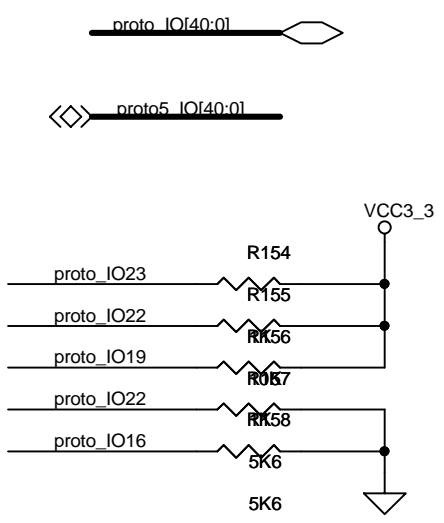 proto_IO[40:0]
proto5_IO[40:0]
VCC3_3
R154
proto_IO23
R155
proto_IO22
proto_IO19
proto_IO22
proto_IO16
5K6
5K6